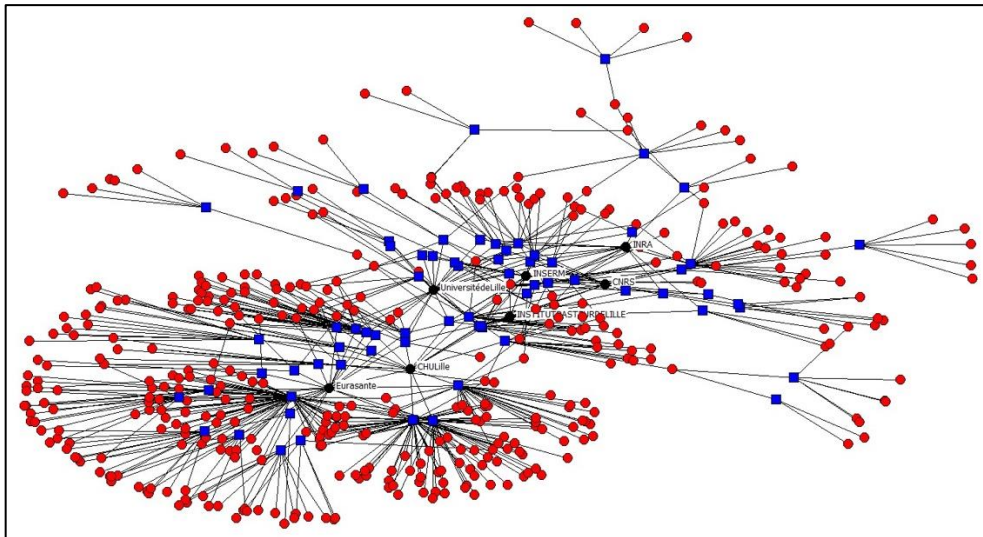 INRA
INSERM
CNRS
UniversitédeLille
INSTITUTPASTEURDELILLE
CHULille
Eurasante